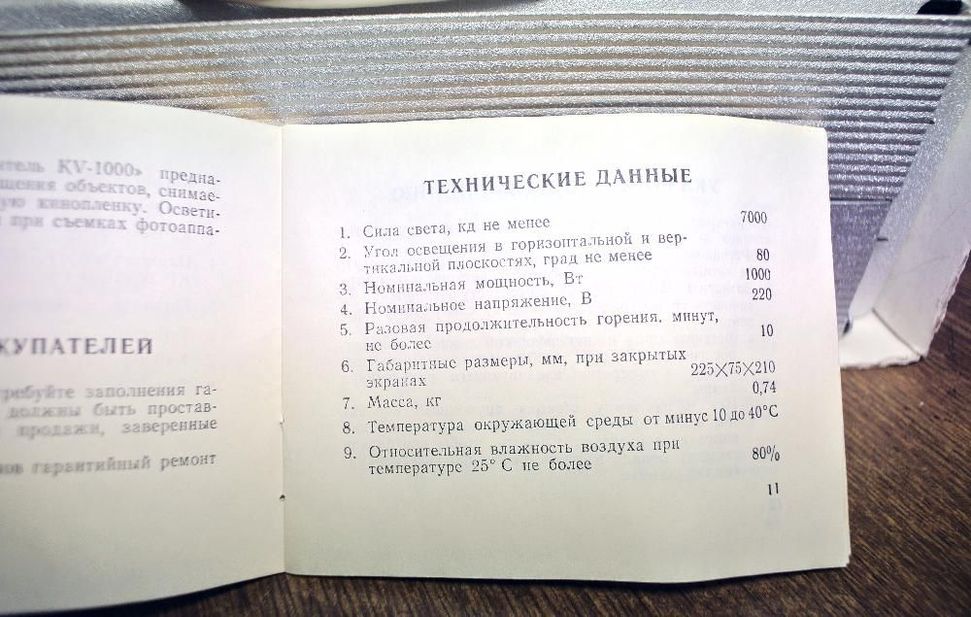 КУ-1000» предна-
щения объектов, снимае-
кинопленку. Освети-
при съемках фотоаппа-
КУПАТЕЛЕЙ
требуйте заполнения га-
должны быть простав-
продажи, заверенные
гарантийный ремонт
ТЕХНИЧЕСКИЕ ДАННЫЕ
1. Сила света, кд не менее 7000
2. Угол освещения в горизонтальной и вер-
тикальной плоскостях, град не менее 80
3. Номинальная мощность, Вт 1000
4. Номинальное напряжение, В 220
5. Разовая продолжительность горения. минут,
не более 10
6. Габаритные размеры, мм, при закрытых
экранах 225×75×210
7. Масса, кг 0,74
8. Температура окружающей среды от минус 10 до 40°С
9. Относительная влажность воздуха при
температуре 25° С не более 80%
11